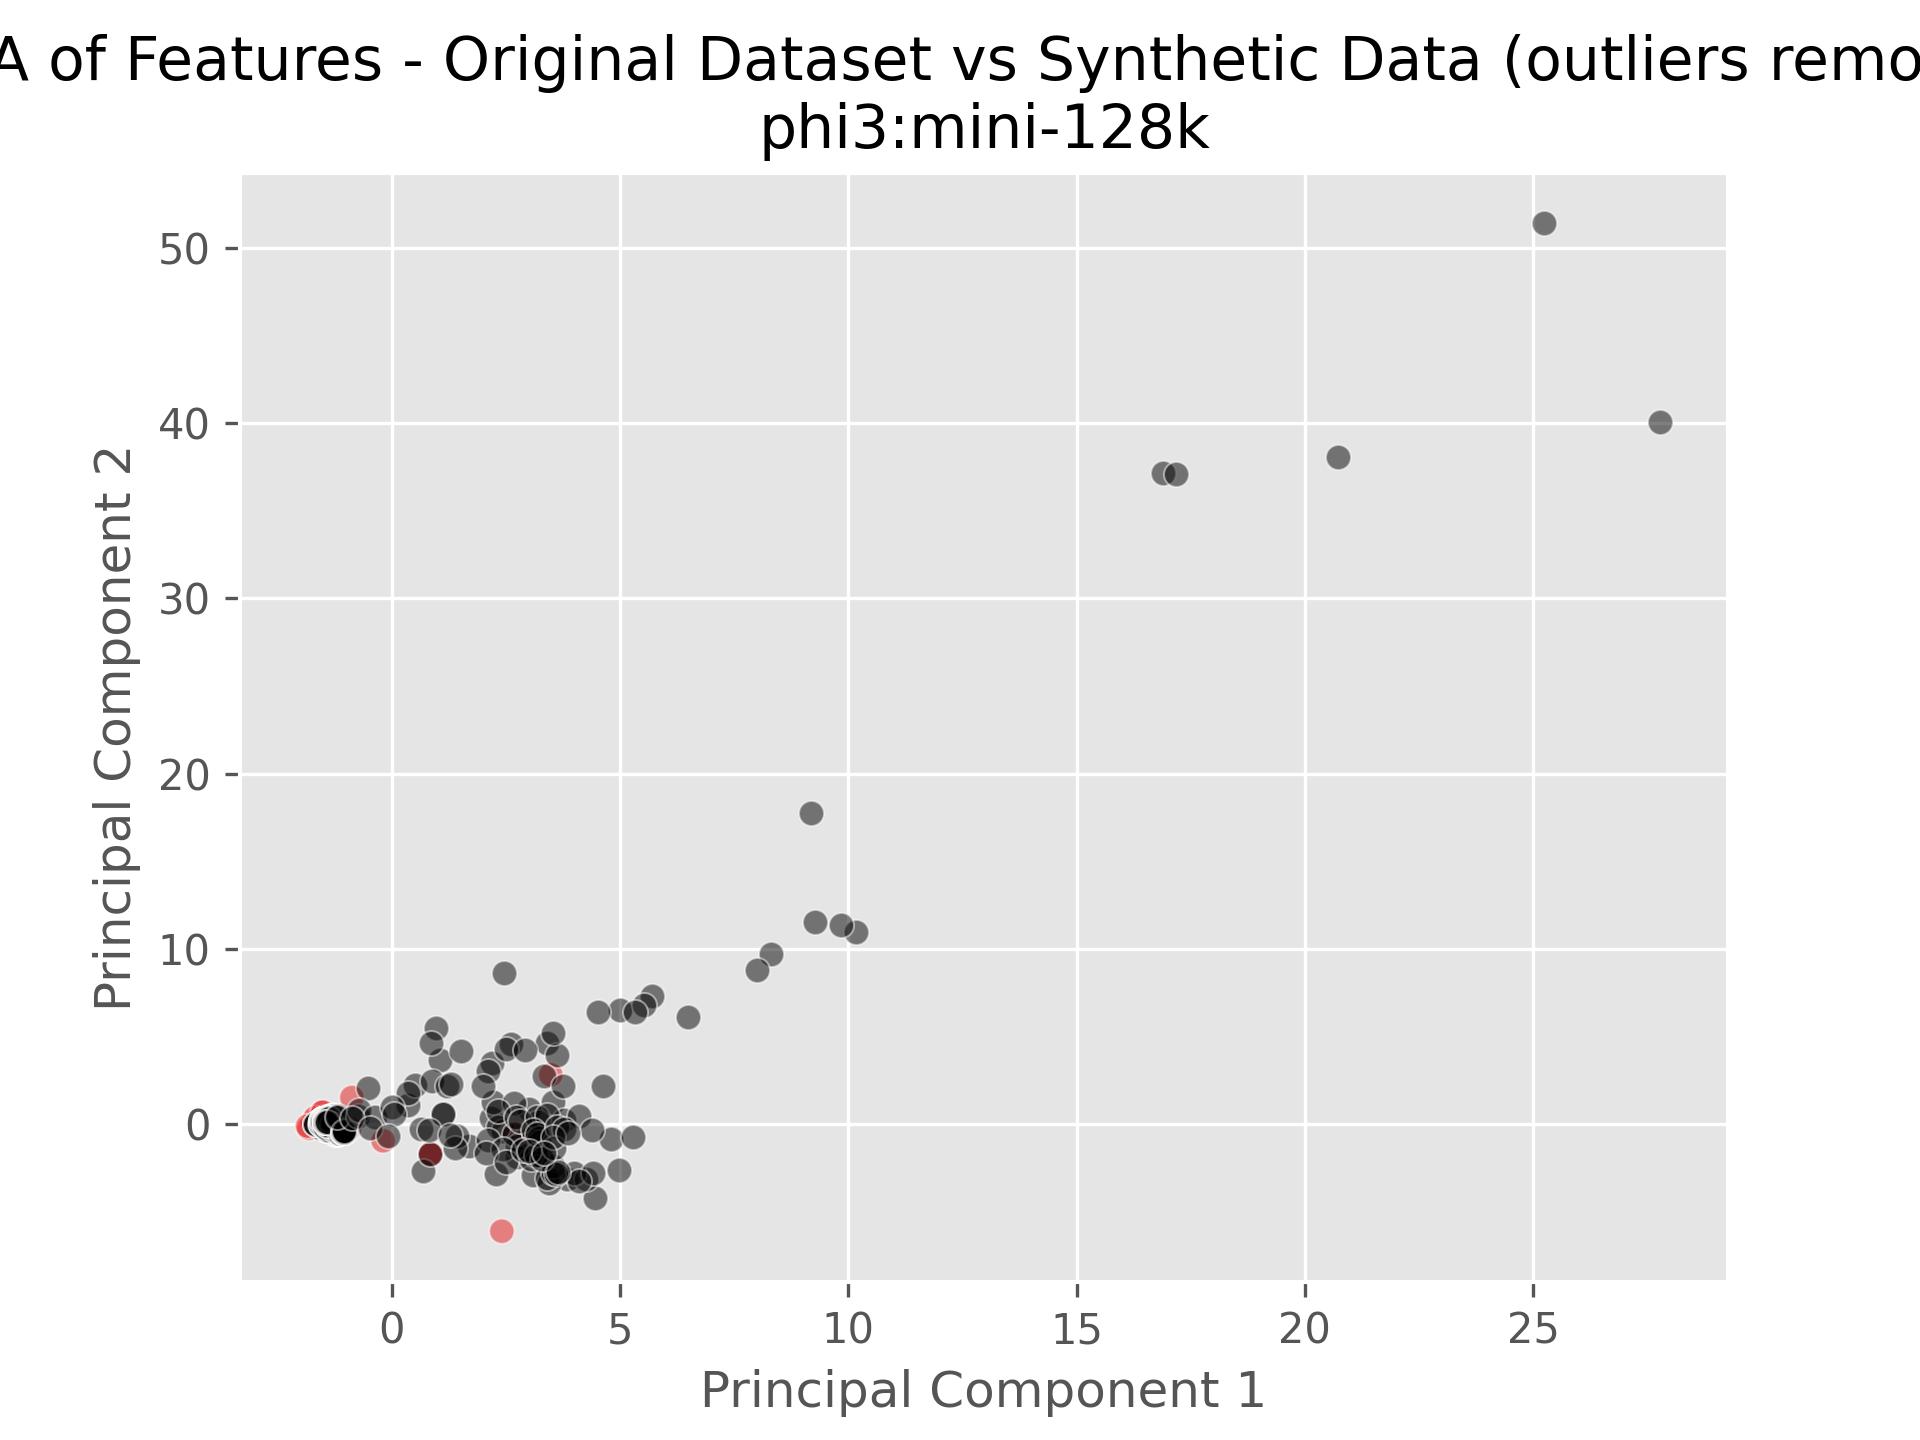 A of Features - Original Dataset vs Synthetic Data (outliers remo
phi3:mini-128k
50
40
30
20
10
0
Principal Component 2
0 5 10 15 20 25
Principal Component 1